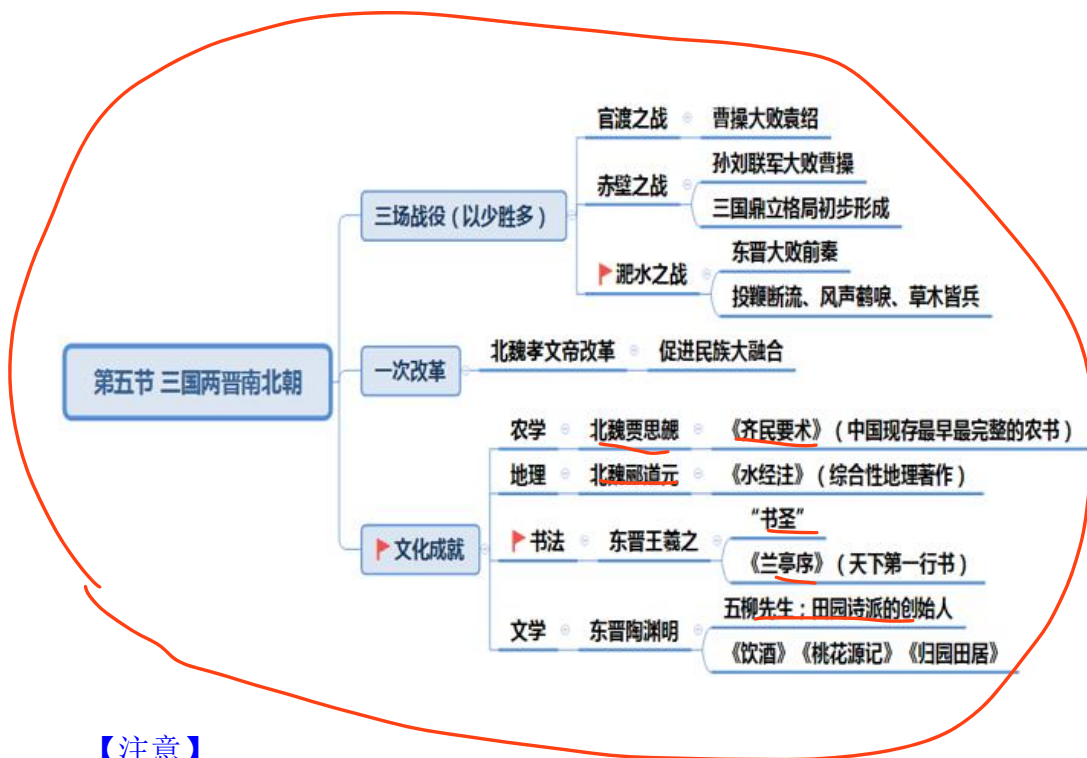 第五节 三国两晋南北朝
三场战役（以少胜多）
官渡之战
曹操大败袁绍
赤壁之战
孙刘联军大败曹操
三国鼎立格局初步形成
淝水之战
东晋大败前秦
投鞭断流、风声鹤唳、草木皆兵
一次改革
北魏孝文帝改革
促进民族大融合
文化成就
农学
北魏贾思勰
《齐民要术》（中国现存最早最完整的农书）
地理
北魏郦道元
《水经注》（综合性地理著作）
书法
东晋王羲之
“书圣”
《兰亭序》（天下第一行书）
文学
东晋陶渊明
五柳先生：田园诗派的创始人
《饮酒》《桃花源记》《归园田居》
【注意】